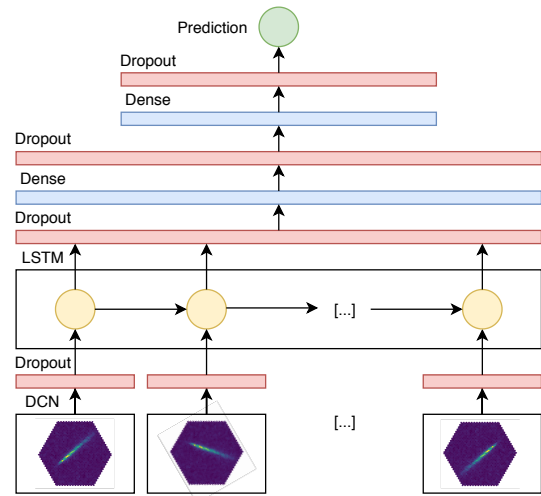 Prediction
Dropout
Dense
Dropout
Dense
Dropout
LSTM
[...]
Dropout
DCN
[...]